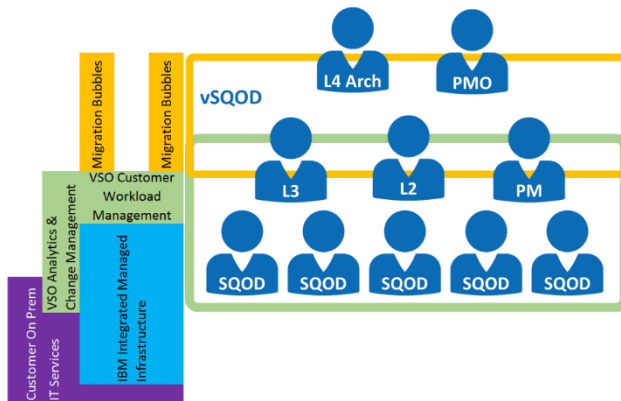 L4 Arch
PMO
vSQOD
Migration Bubbles
Migration Bubbles
L3
L2
PM
VSO Customer
Workload
Management
VSO Analytics &
Change Management
SQOD
SQOD
SQOD
SQOD
SQOD
IBM Integrated Managed
Infrastructure
Customer On Prem
IT Services